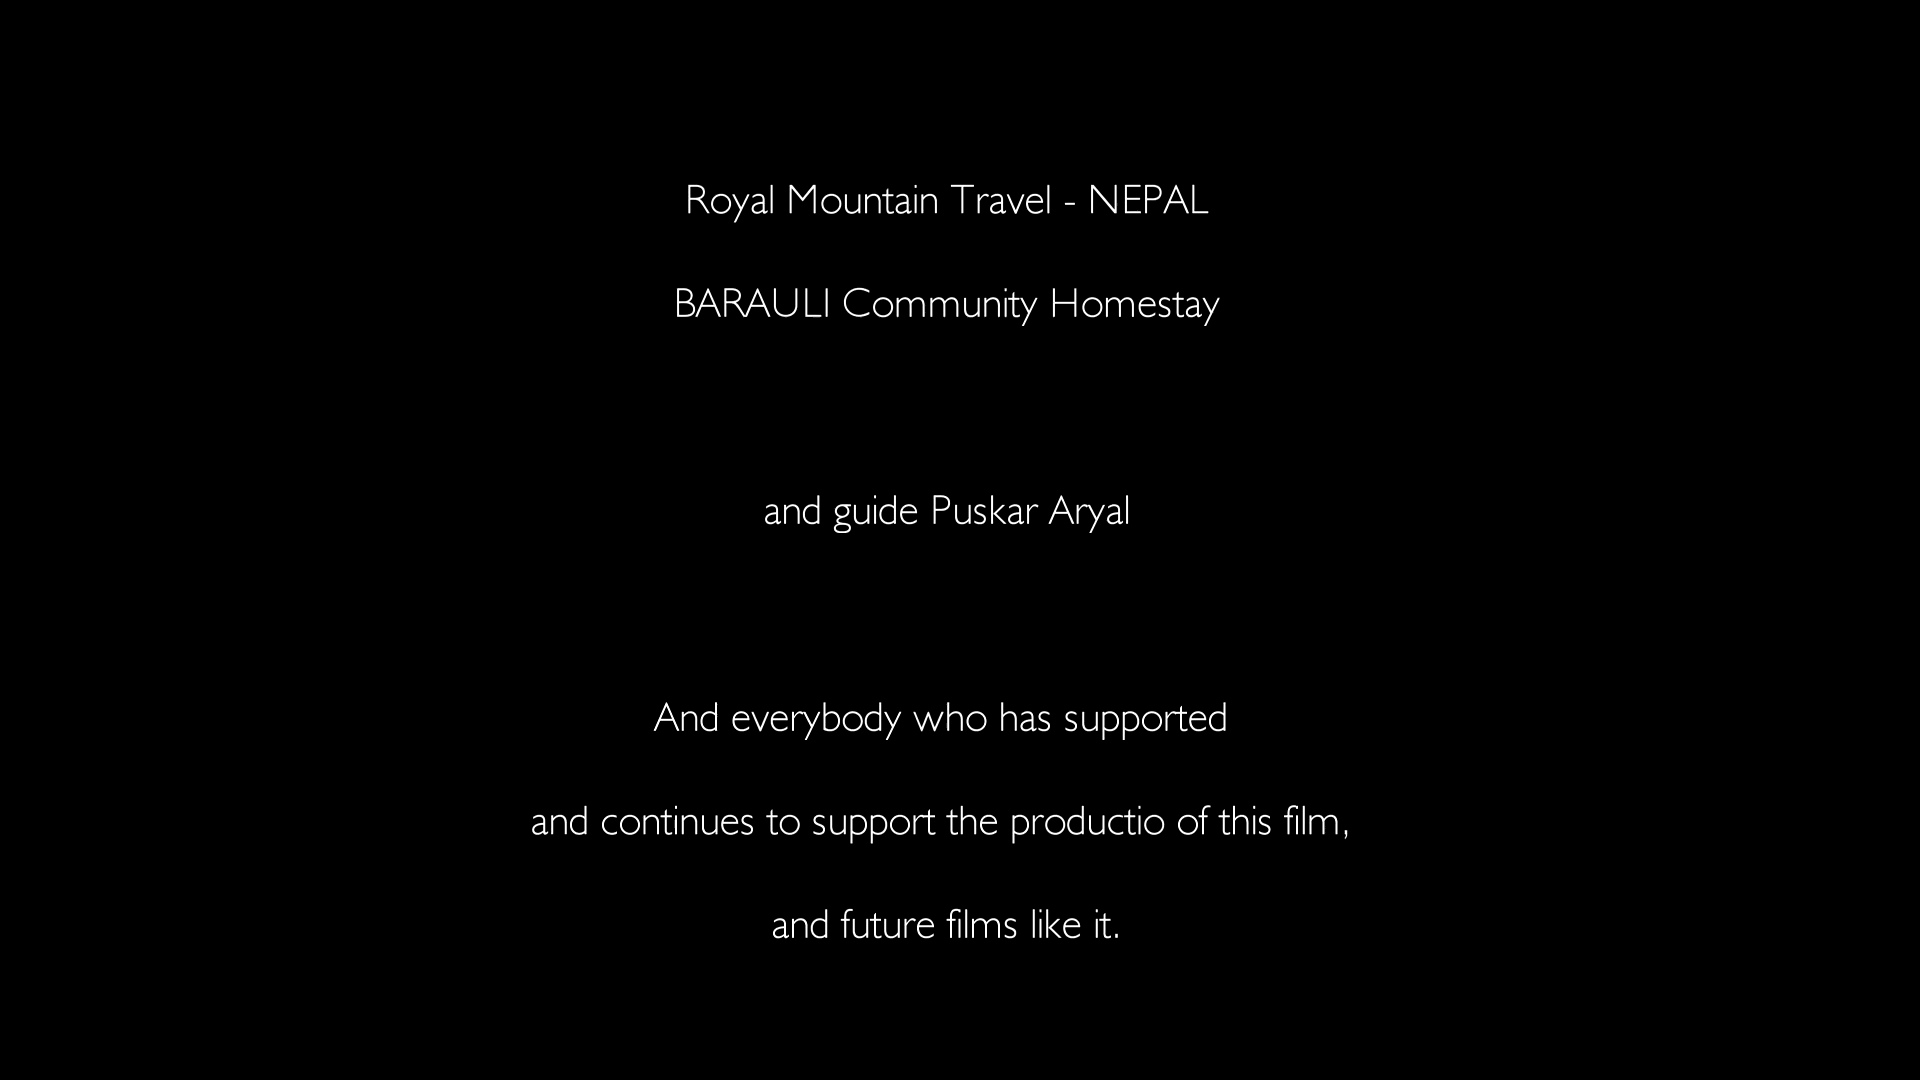 Royal Mountain Travel - NEPAL
BARAULI Community Homestay
and guide Puskar Aryal
And everybody who has supported
and continues to support the productio of this film,
and future films like it.